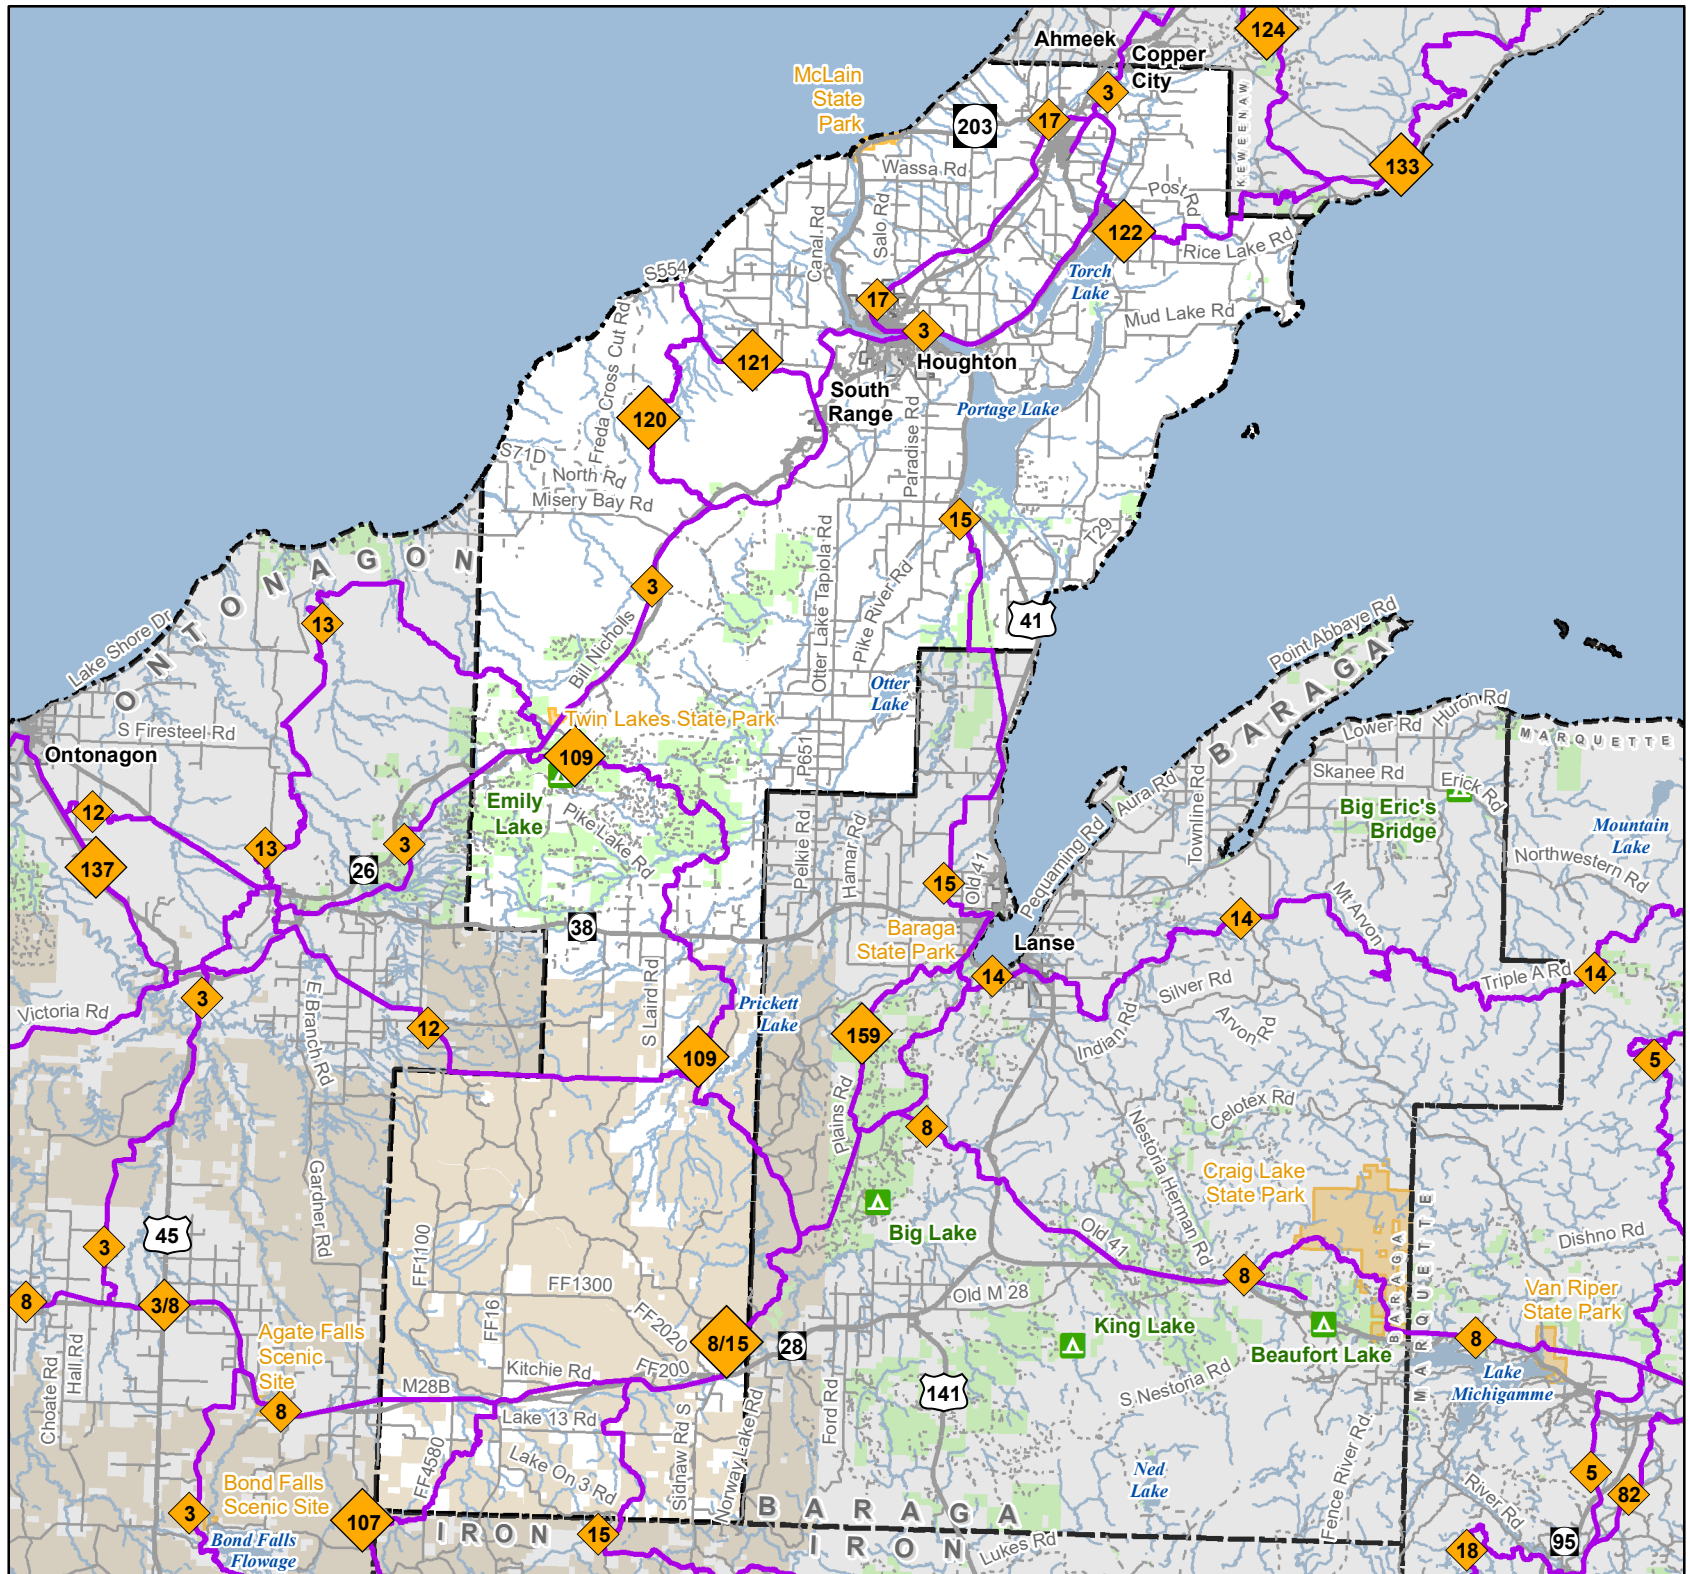 124
Ahmeek
Copper
City
McLain
State
Park
3
17
203
KEWEENAW
133
Wassa Rd
Post Rd
Canal Rd
Salo Rd
122
Rice Lake Rd
S554
Torch
Lake
17
3
Mud Lake Rd
Freda Cross Cut Rd
121
Houghton
South
Range
Portage Lake
120
Paradise Rd
S71D
North Rd
Misery Bay Rd
15
Otter Lake Tapiola Rd
T29
ONTONAGON
3
Pike River Rd
13
41
Lake Shore Dr
Bill Nicholls
Point Abbaye Rd
BARAGA
Otter
Lake
Twin Lakes State Park
Huron Rd
Lower Rd
MARQUETTE
S Firesteel Rd
Ontonagon
109
P651
Skanee Rd
Erick Rd
Aura Rd
Townline Rd
Emily
Lake
Big Eric's
Bridge
12
Pike Lake Rd
Mountain
Lake
13
3
Pelkie Rd
Hamar Rd
Pequaming Rd
137
26
Northwestern Rd
15
Old 41
Mt Arvon
38
14
Baraga
State Park
Lanse
14
14
Triple A Rd
S Laird Rd
Silver Rd
3
E Branch Rd
Prickett
Lake
Victoria Rd
12
159
Arvon Rd
Indian Rd
109
5
Plains Rd
Celotex Rd
8
Nestoria Herman Rd
Gardner Rd
Craig Lake
State Park
MARQUETTE
BARAGA
45
3
FF1100
Big Lake
Old 41
Dishno Rd
FF1300
8
8
3/8
FF16
Old M 28
Van Riper
State Park
FF2020
8/15
28
King Lake
8
Agate Falls
Scenic
Site
Beaufort Lake
Choate Rd
Hall Rd
Kitchie Rd
FF200
Lake
Michigamme
M28B
141
S Nestoria Rd
8
Lake 13 Rd
Sidnaw Rd S
Norway Lake Rd
Ford Rd
FF4580
Lake On 3 Rd
Fence River Rd.
Bond Falls
Scenic Site
Ned
Lake
5
River Rd
82
3
107
BARAGA
IRON
15
IRON
Lukes Rd
95
18
Bond Falls
Flowage